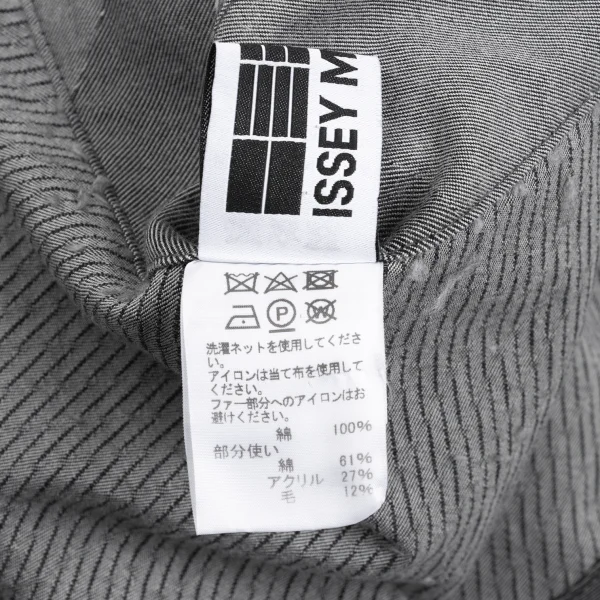 ISSEY M
P
W
洗濯ネットを使用してくださ
い。
アイロンは当て布を使用して
ください。
ファー部分へのアイロンはお
避けください。
綿 100%
部分使い
綿 61%
アクリル 27%
毛 12%